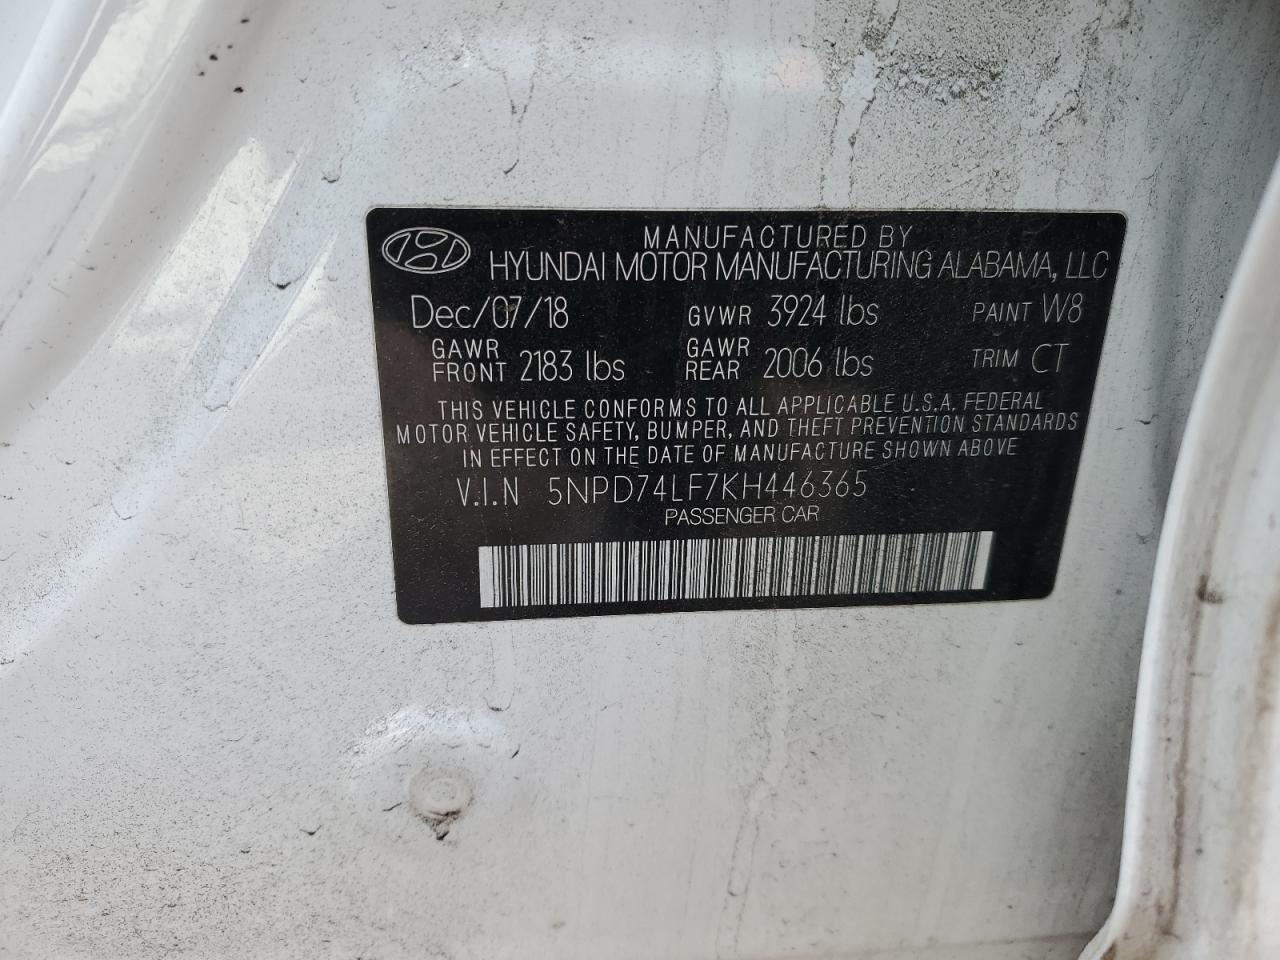 MANUFACTURED BY
HYUNDAI MOTOR MANUFACTURING ALABAMA, LLC
Dec/07/18 GVWR 3924 lbs PAINT W8
GAWR FRONT 2183 lbs GAWR REAR 2006 lbs TRIM CT
THIS VEHICLE CONFORMS TO ALL APPLICABLE U.S.A. FEDERAL
MOTOR VEHICLE SAFETY, BUMPER, AND THEFT PREVENTION STANDARDS
IN EFFECT ON THE DATE OF MANUFACTURE SHOWN ABOVE
V.I.N 5NPD74LF7KH446365
PASSENGER CAR